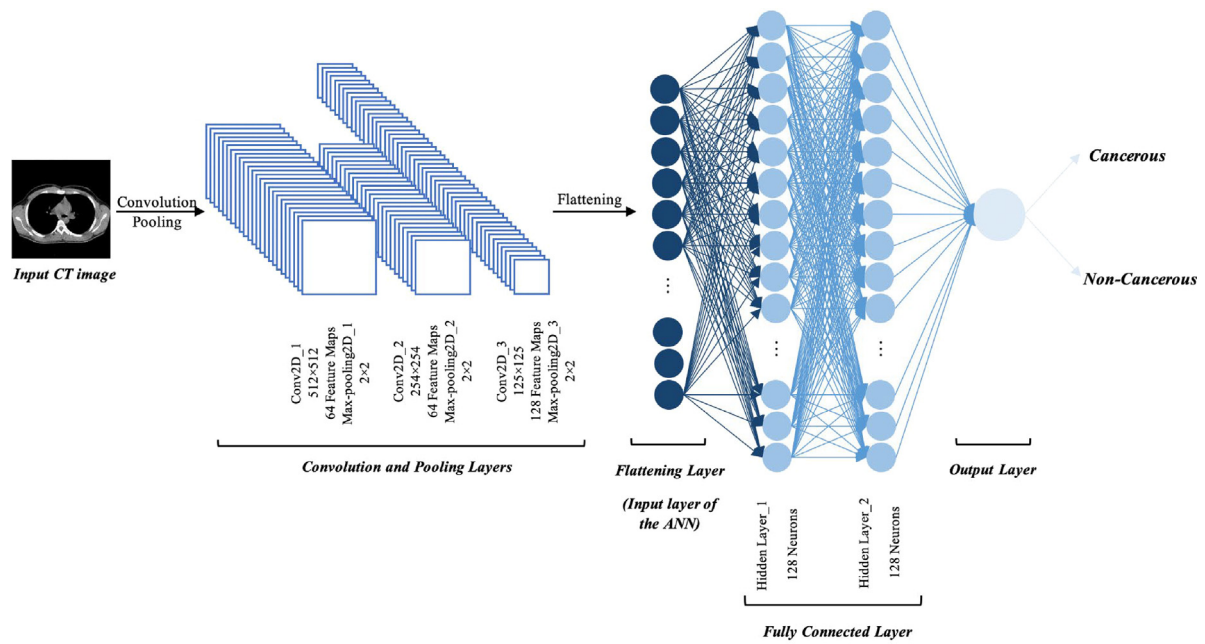 Input CT image
Convolution
Pooling
Conv2D_1
512×512
64 Feature Maps
Max-pooling2D_1
2×2
Conv2D_2
254×254
64 Feature Maps
Max-pooling2D_2
2×2
Conv2D_3
125×125
128 Feature Maps
Max-pooling2D_3
2×2
Convolution and Pooling Layers
Flattening
...
Flattening Layer
(Input layer of
the ANN)
...
...
Hidden Layer_1
128 Neurons
Hidden Layer_2
128 Neurons
Fully Connected Layer
Output Layer
Cancerous
Non-Cancerous